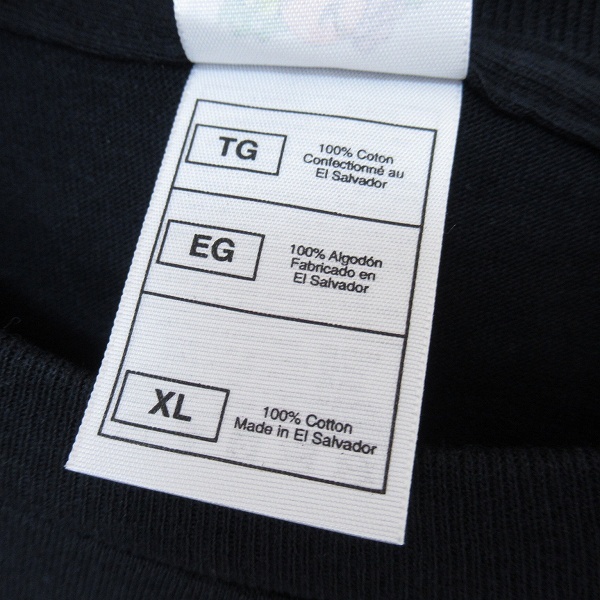 TG
100% Coton
Confectionné au
El Salvador
EG
100% Algodón
Fabricado en
El Salvador
XL
100% Cotton
Made in El Salvador